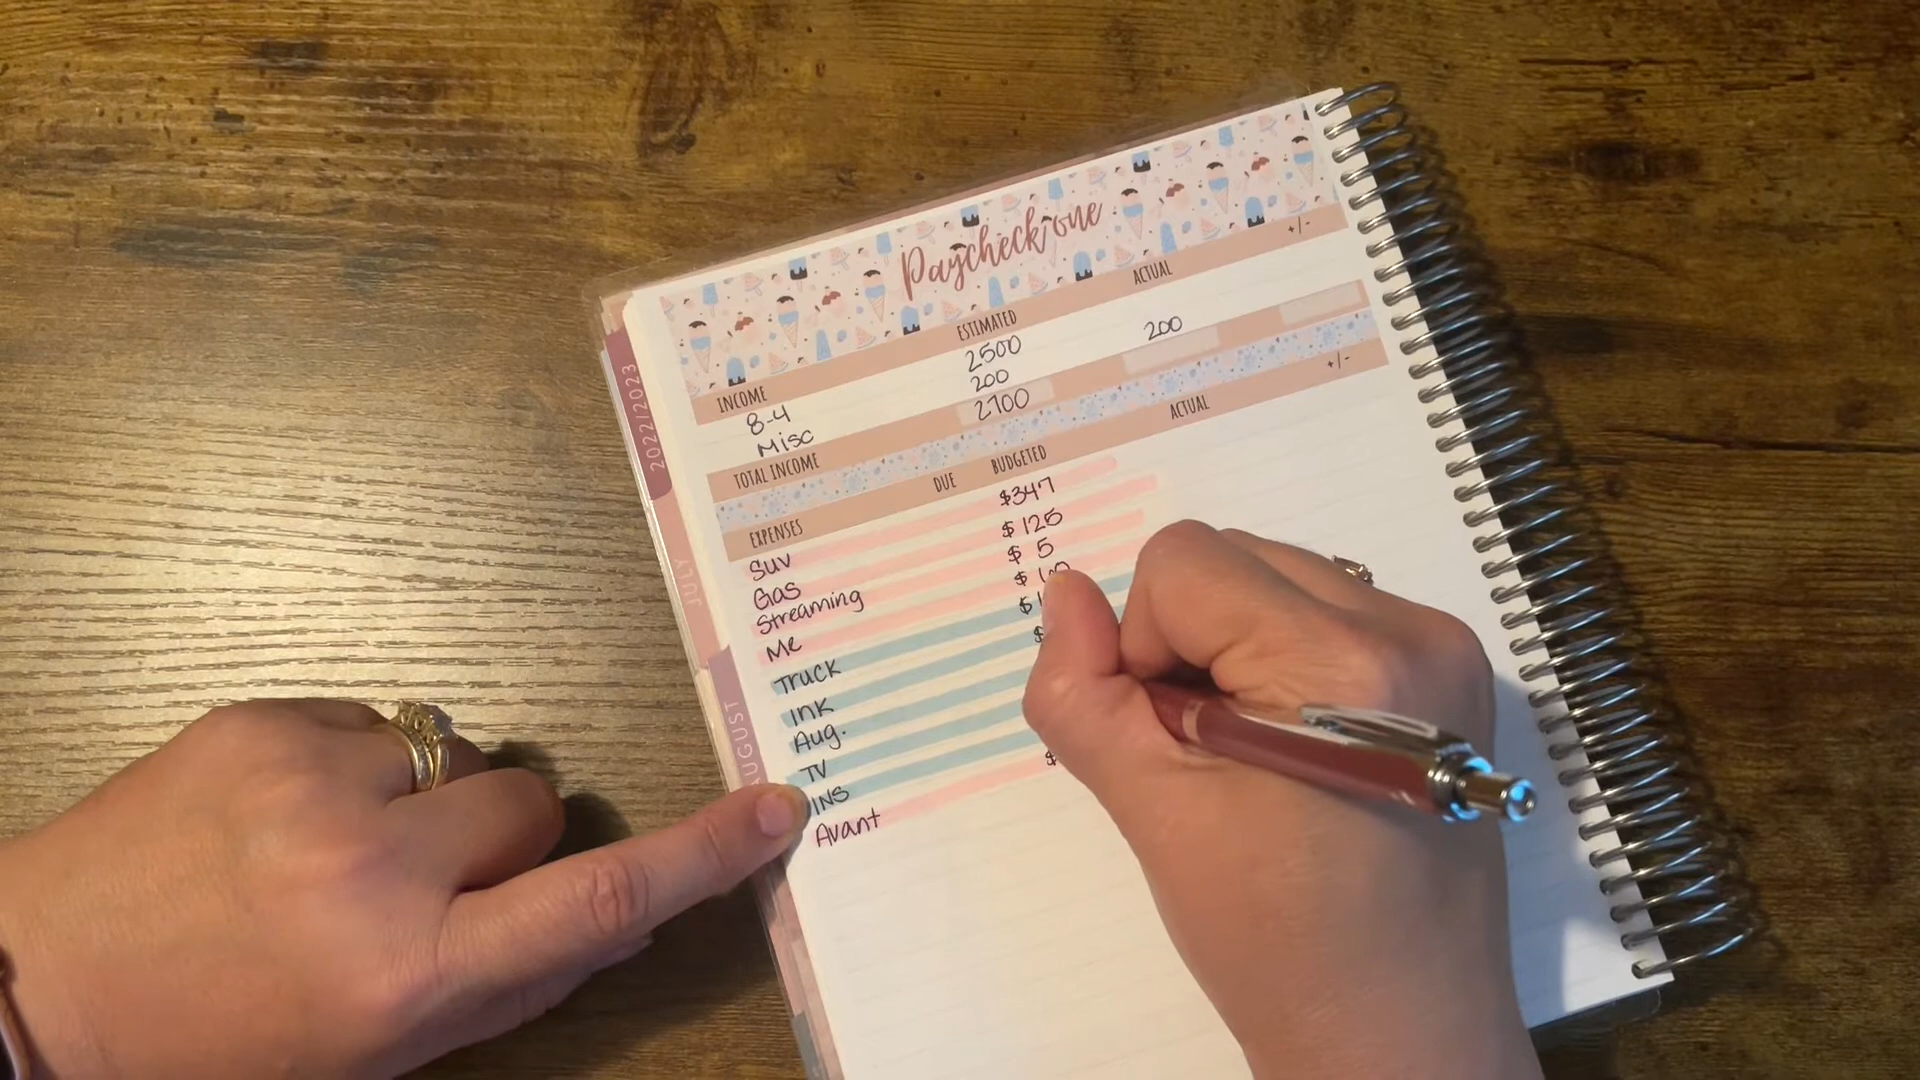 Paycheck one
INCOME ESTIMATED ACTUAL +/-
8-4 2500
Misc 200 200
TOTAL INCOME 2700
EXPENSES DUE BUDGETED ACTUAL +/-
SUV $347
Gas $125
Streaming $5
Me $
Truck $1
Ink $
Aug.
TV
INS
Avant $
2022/2023
JULY
AUGUST